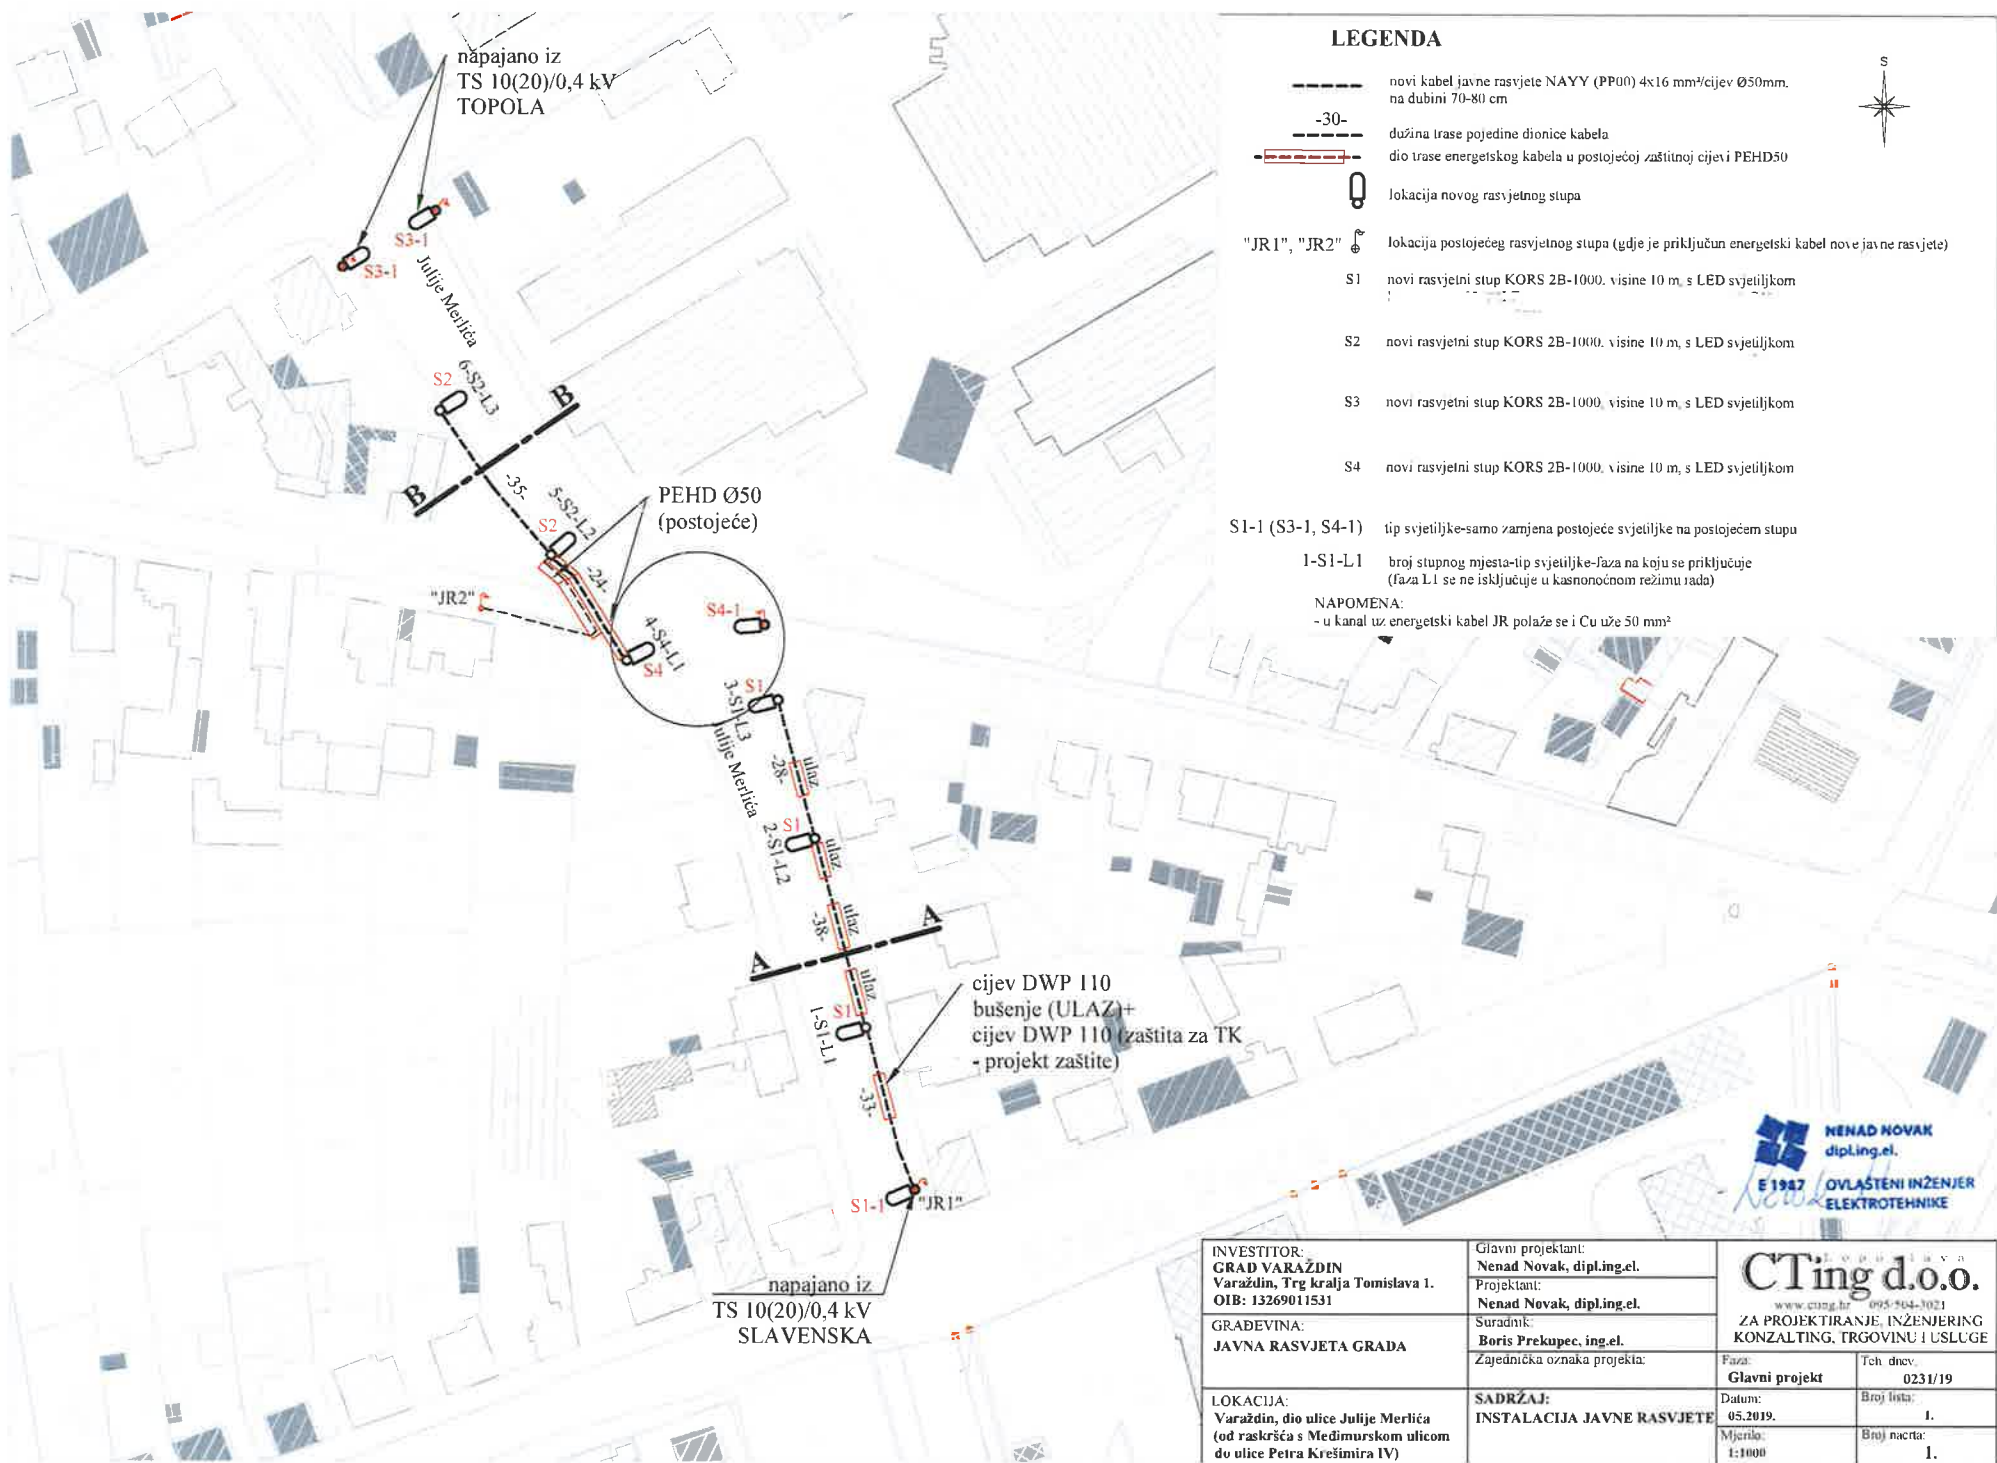 napajano iz
TS 10(20)/0,4 kV
TOPOLA
S3-1
S3-1
Julije Merlića
S2
6-S2-L3
B
B
-35-
S2
5-S2-L2
PEHD Ø50
(postojeće)
-24-
"JR2"
S4-1
4-S4-L1
S4
S1
3-S1-L3
Julije Merlića
-28-
ulaz
S1
2-S1-L2
ulaz
ulaz
-38-
A
A
ulaz
S1
1-S1-L1
cijev DWP 110
bušenje (ULAZ)+
cijev DWP 110 (zaštita za TK
- projekt zaštite)
-33-
S1-1
"JR1"
napajano iz
TS 10(20)/0,4 kV
SLAVENSKA
LEGENDA
S
novi kabel javne rasvjete NAYY (PP00) 4x16 mm²/cijev Ø50mm.
na dubini 70-80 cm
-30-
dužina trase pojedine dionice kabela
dio trase energetskog kabela u postojećoj zaštitnoj cijevi PEHD50
lokacija novog rasvjetnog stupa
"JR1", "JR2" lokacija postojećeg rasvjetnog stupa (gdje je priključun energetski kabel nove javne rasvjete)
S1 novi rasvjetni stup KORS 2B-1000, visine 10 m, s LED svjetiljkom
S2 novi rasvjetni stup KORS 2B-1000, visine 10 m, s LED svjetiljkom
S3 novi rasvjetni stup KORS 2B-1000, visine 10 m, s LED svjetiljkom
S4 novi rasvjetni stup KORS 2B-1000, visine 10 m, s LED svjetiljkom
S1-1 (S3-1, S4-1) tip svjetiljke-samo zamjena postojeće svjetiljke na postojećem stupu
1-S1-L1 broj stupnog mjesta-tip svjetiljke-faza na koju se priključuje
(faza L1 se ne isključuje u kasnonoćnom režimu rada)
NAPOMENA:
- u kanal uz energetski kabel JR polaže se i Cu uže 50 mm²
NENAD NOVAK
dipl.ing.el.
E 1987 OVLAŠTENI INŽENJER
ELEKTROTEHNIKE
INVESTITOR:
GRAD VARAŽDIN
Varaždin, Trg kralja Tomislava 1.
OIB: 13269011531
GRAĐEVINA:
JAVNA RASVJETA GRADA
LOKACIJA:
Varaždin, dio ulice Julije Merlića
(od raskršća s Međimurskom ulicom
do ulice Petra Krešimira IV)
Glavni projektant:
Nenad Novak, dipl.ing.el.
Projektant:
Nenad Novak, dipl.ing.el.
Suradnik:
Boris Prekupec, ing.el.
Zajednička oznaka projekta:
SADRŽAJ:
INSTALACIJA JAVNE RASVJETE
CTing d.o.o.
www.cting.hr 095/504-3021
ZA PROJEKTIRANJE, INŽENJERING
KONZALTING, TRGOVINU I USLUGE
Faza:
Glavni projekt
Teh. dnev.
0231/19
Datum:
05.2019.
Broj lista:
1.
Mjerilo:
1:1000
Broj nacrta:
1.